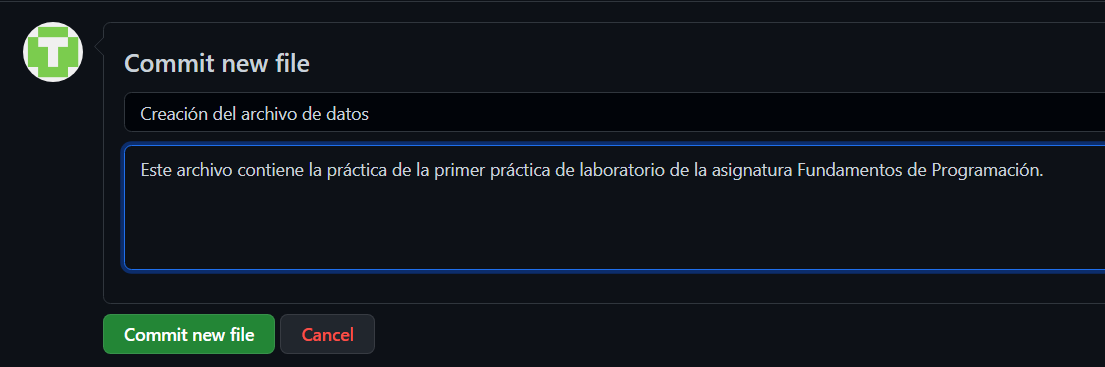 Commit new file
Creación del archivo de datos
Este archivo contiene la práctica de la primer práctica de laboratorio de la asignatura Fundamentos de Programación.
Commit new file
Cancel